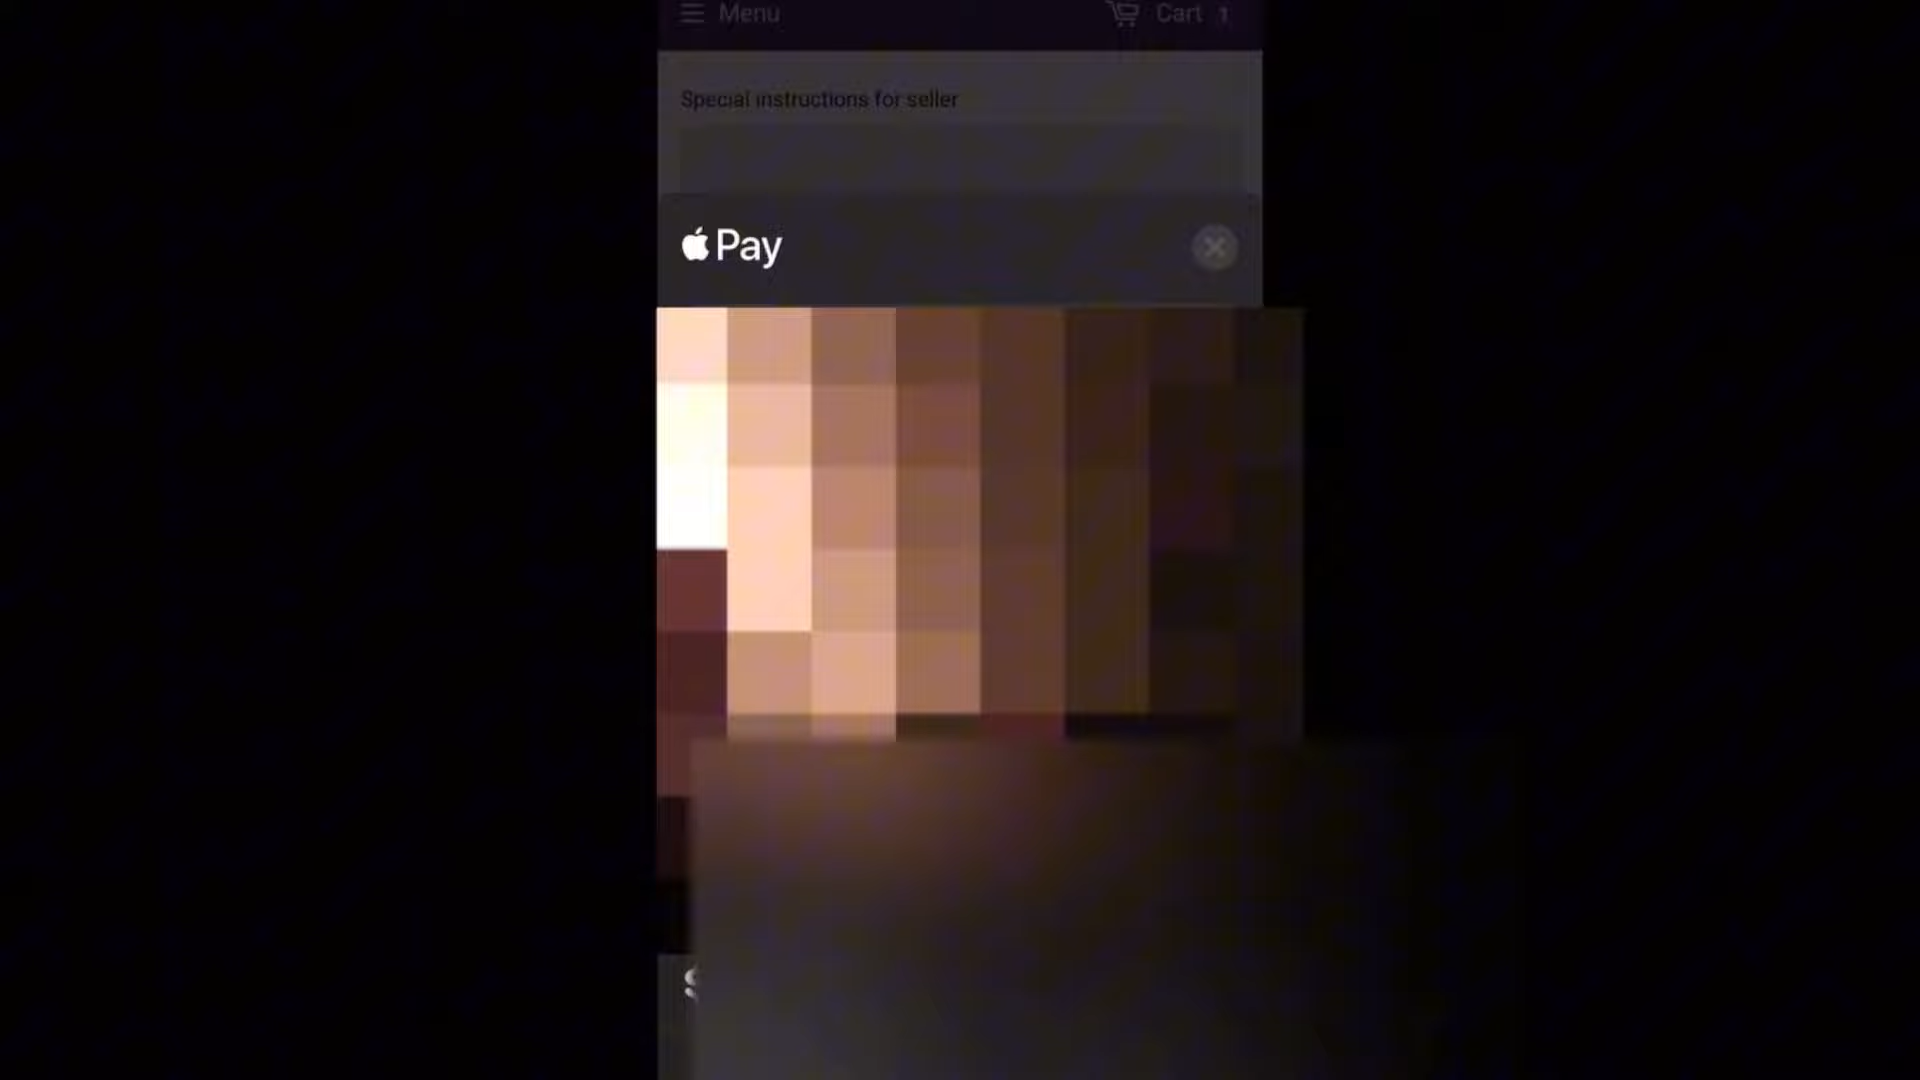 Menu
Cart 1
Special instructions for seller
Pay